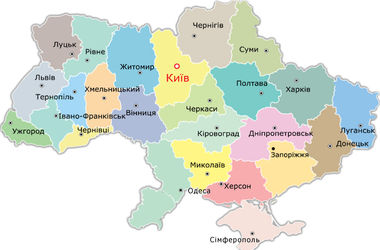 Чернігів
Луцьк
Рівне
Суми
Житомир
Київ
Львів
Тернопіль
Хмельницький
Полтава
Харків
Черкаси
Івано-Франківськ
Вінниця
Луганськ
Ужгород
Чернівці
Кіровоград
Дніпропетровськ
Донецьк
Запоріжжя
Миколаїв
Одеса
Херсон
Сімферополь